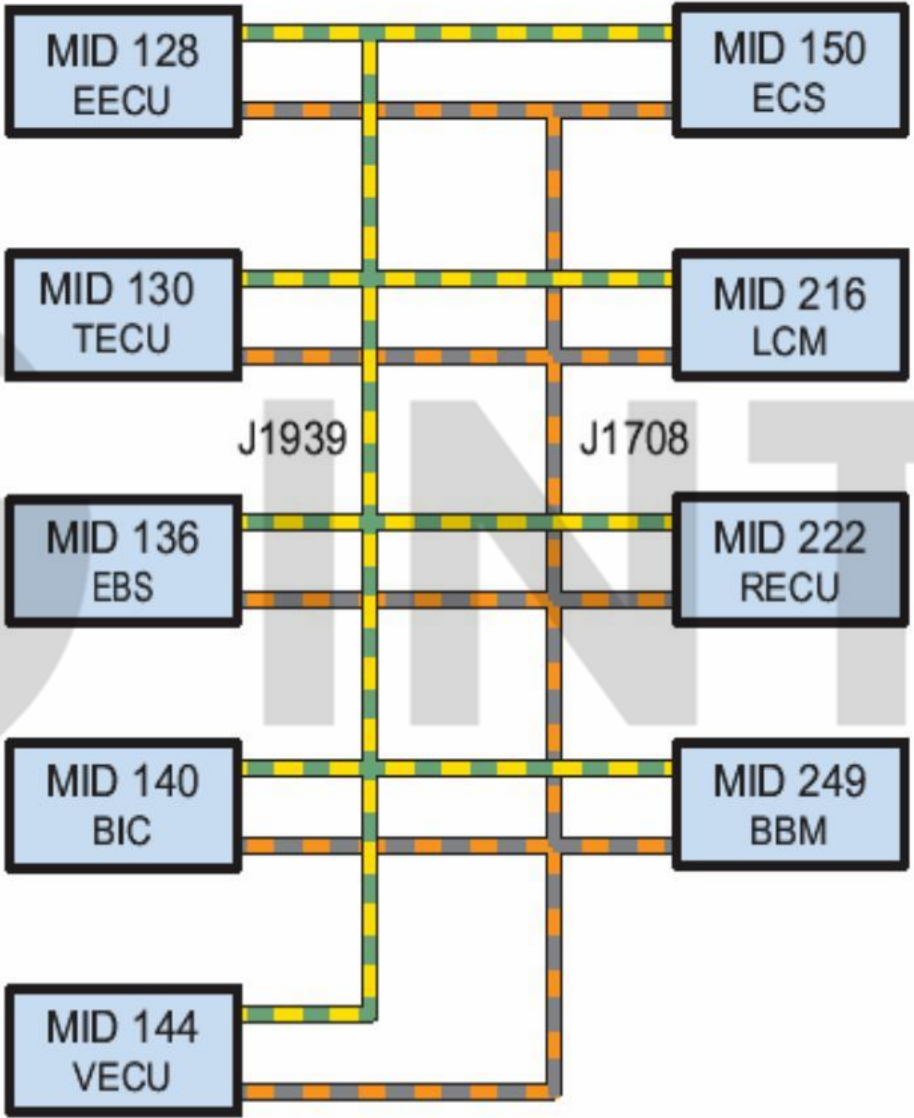 MID 128
EECU
MID 150
ECS
MID 130
TECU
MID 216
LCM
J1939
J1708
MID 136
EBS
MID 222
RECU
MID 140
BIC
MID 249
BBM
MID 144
VECU